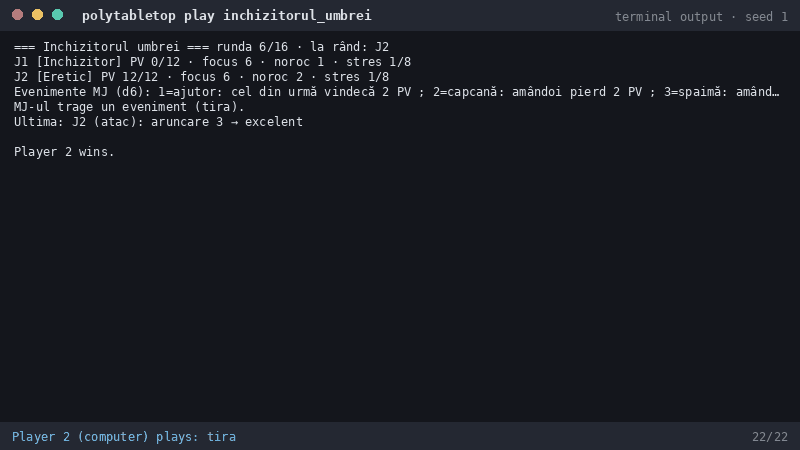 polytabletop play inchizitorul_umbrei
terminal output · seed 1
=== Inchizitorul umbrei === runda 6/16 · la rând: J2
J1 [Inchizitor] PV 0/12 · focus 6 · noroc 1 · stres 1/8
J2 [Eretic] PV 12/12 · focus 6 · noroc 2 · stres 1/8
Evenimente MJ (d6): 1=ajutor: cel din urmă vindecă 2 PV ; 2=capcană: amândoi pierd 2 PV ; 3=spaimă: amând…
MJ-ul trage un eveniment (tira).
Ultima: J2 (atac): aruncare 3 → excelent
Player 2 wins.
Player 2 (computer) plays: tira
22/22